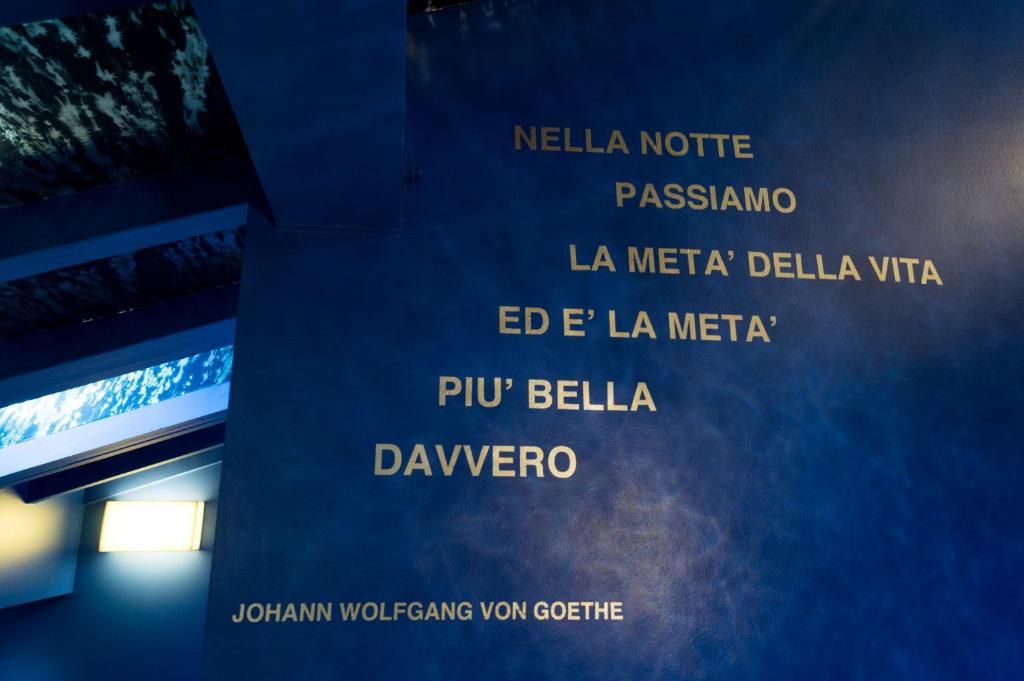 NELLA NOTTE
PASSIAMO
LA META' DELLA VITA
ED E' LA META'
PIU' BELLA
DAVVERO
JOHANN WOLFGANG VON GOETHE